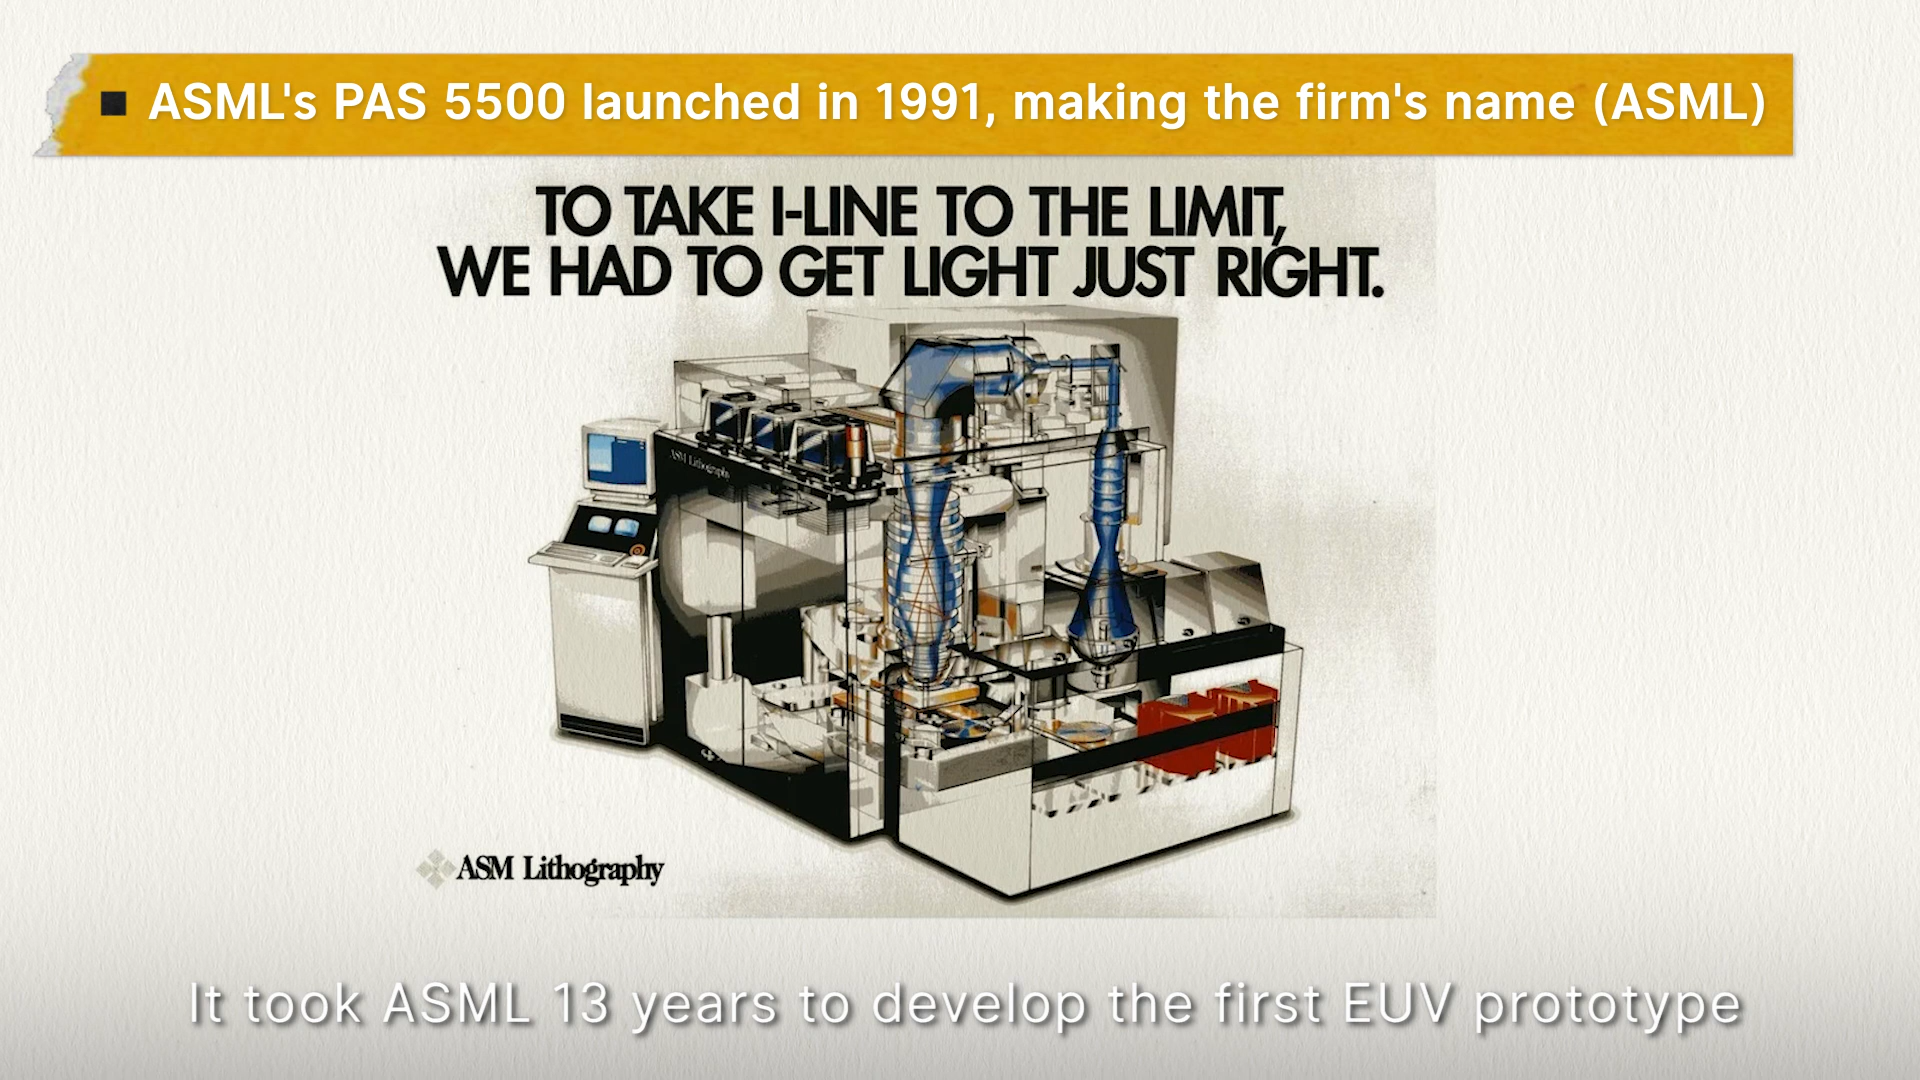 ASML's PAS 5500 launched in 1991, making the firm's name (ASML)
TO TAKE I-LINE TO THE LIMIT,
WE HAD TO GET LIGHT JUST RIGHT.
ASM Lithography
ASM Lithography
It took ASML 13 years to develop the first EUV prototype